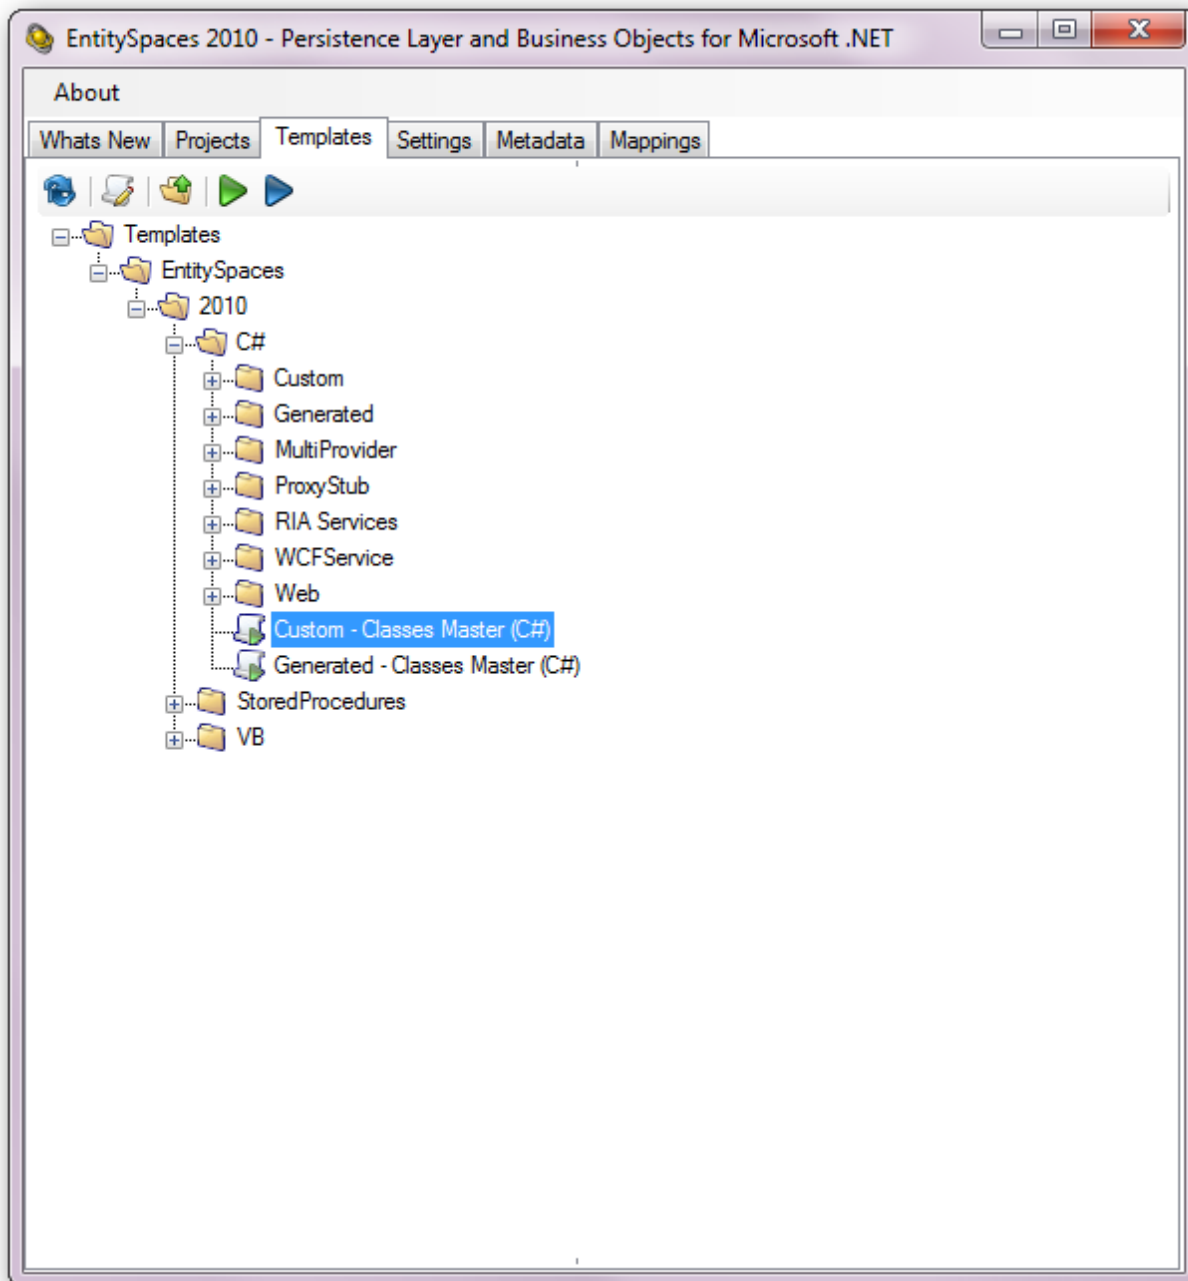 EntitySpaces 2010 - Persistence Layer and Business Objects for Microsoft .NET
About
Whats New Projects Templates Settings Metadata Mappings
Templates
EntitySpaces
2010
C#
Custom
Generated
MultiProvider
ProxyStub
RIA Services
WCFService
Web
Custom - Classes Master (C#)
Generated - Classes Master (C#)
StoredProcedures
VB